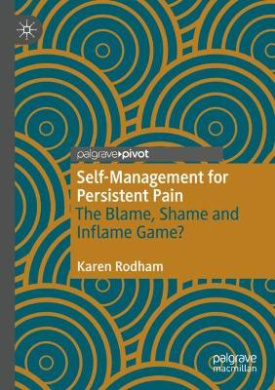 palgrave▸pivot
Self-Management for
Persistent Pain
The Blame, Shame and
Inflame Game?
Karen Rodham
palgrave
macmillan